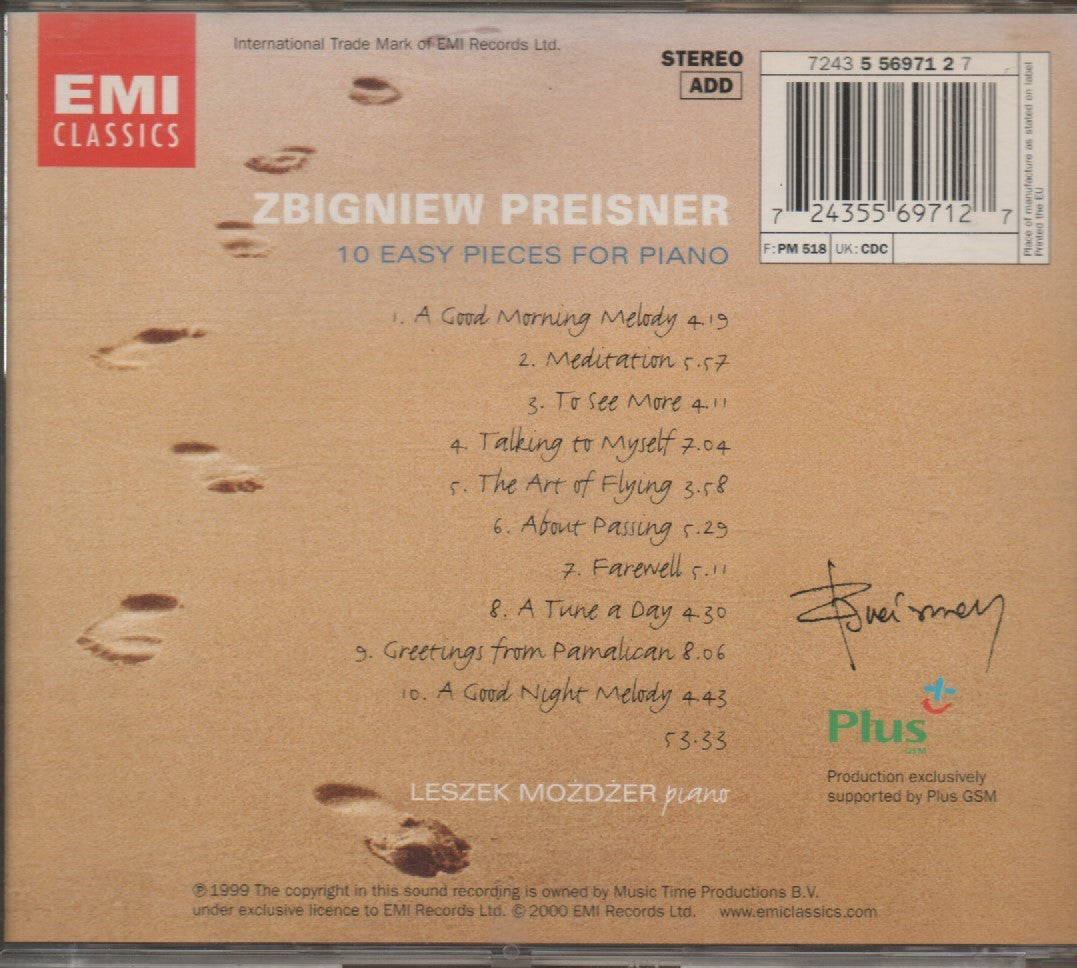 EMI
CLASSICS
International Trade Mark of EMI Records Ltd.
STEREO
ADD
7243 5 56971 2 7
7 24355 69712 7
F: PM 518 UK: CDC
Place of manufacture as stated on label
Printed the EU
ZBIGNIEW PREISNER
10 EASY PIECES FOR PIANO
1. A Good Morning Melody 4.19
2. Meditation 5.57
3. To See More 4.11
4. Talking to Myself 7.04
5. The Art of Flying 3.58
6. About Passing 5.29
7. Farewell 5.11
8. A Tune a Day 4.30
9. Greetings from Pamalican 8.06
10. A Good Night Melody 4.43
53.33
LESZEK MOŻDŻER piano
Preisner
Plus
GSM
Production exclusively
supported by Plus GSM
℗ 1999 The copyright in this sound recording is owned by Music Time Productions B.V.
under exclusive licence to EMI Records Ltd. © 2000 EMI Records Ltd. www.emiclassics.com